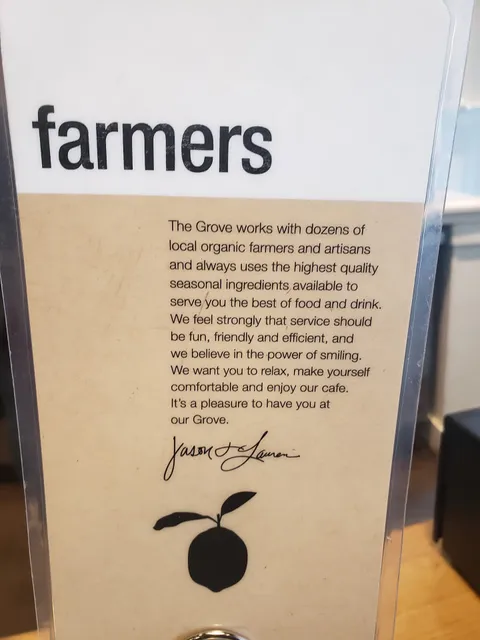 farmers
The Grove works with dozens of
local organic farmers and artisans
and always uses the highest quality
seasonal ingredients available to
serve you the best of food and drink.
We feel strongly that service should
be fun, friendly and efficient, and
we believe in the power of smiling.
We want you to relax, make yourself
comfortable and enjoy our cafe.
It's a pleasure to have you at
our Grove.
Jason & Lauren